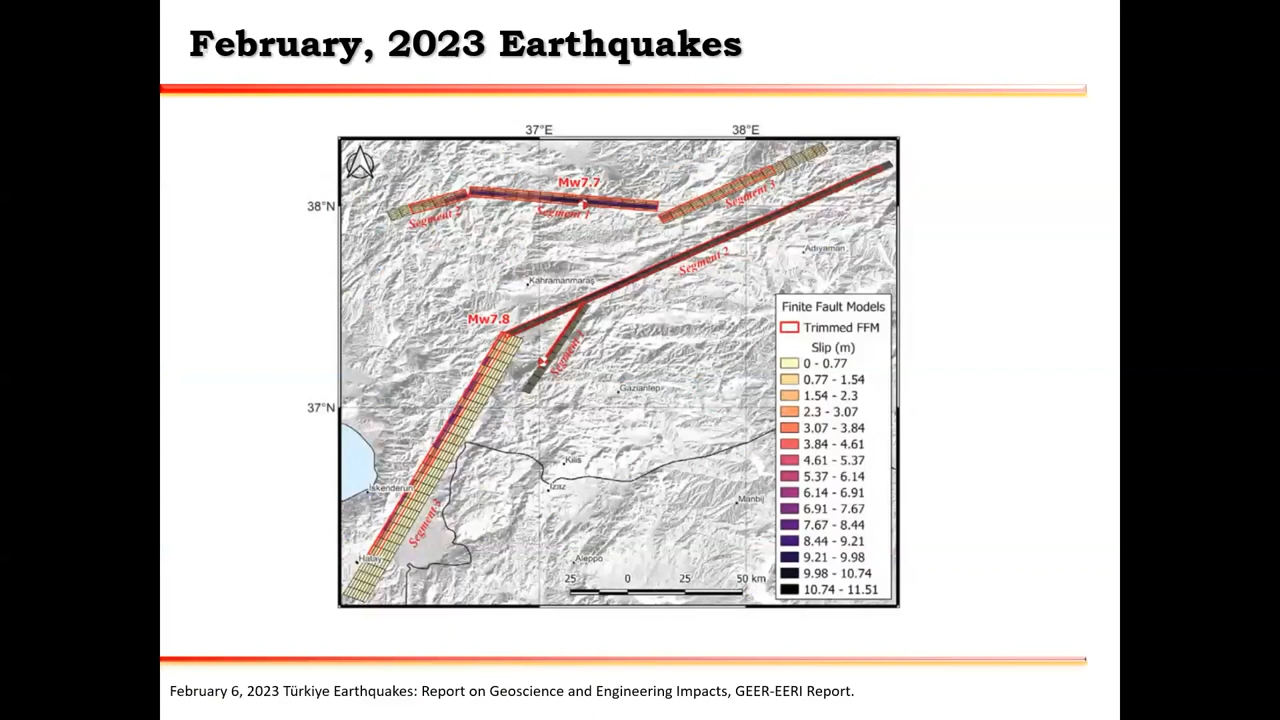 February, 2023 Earthquakes
37°E 38°E
38°N
37°N
Mw7.7
Segment 2
Segment 1
Segment 3
Segment 2
Adıyaman
Kahramanmaraş
Mw7.8
Segment 1
Gaziantep
Kilis
Izaz
Iskenderun
Manbij
Segment 3
Hatay
Aleppo
25 0 25 50 km
Finite Fault Models
Trimmed FFM
Slip (m)
0 - 0.77
0.77 - 1.54
1.54 - 2.3
2.3 - 3.07
3.07 - 3.84
3.84 - 4.61
4.61 - 5.37
5.37 - 6.14
6.14 - 6.91
6.91 - 7.67
7.67 - 8.44
8.44 - 9.21
9.21 - 9.98
9.98 - 10.74
10.74 - 11.51
February 6, 2023 Türkiye Earthquakes: Report on Geoscience and Engineering Impacts, GEER-EERI Report.